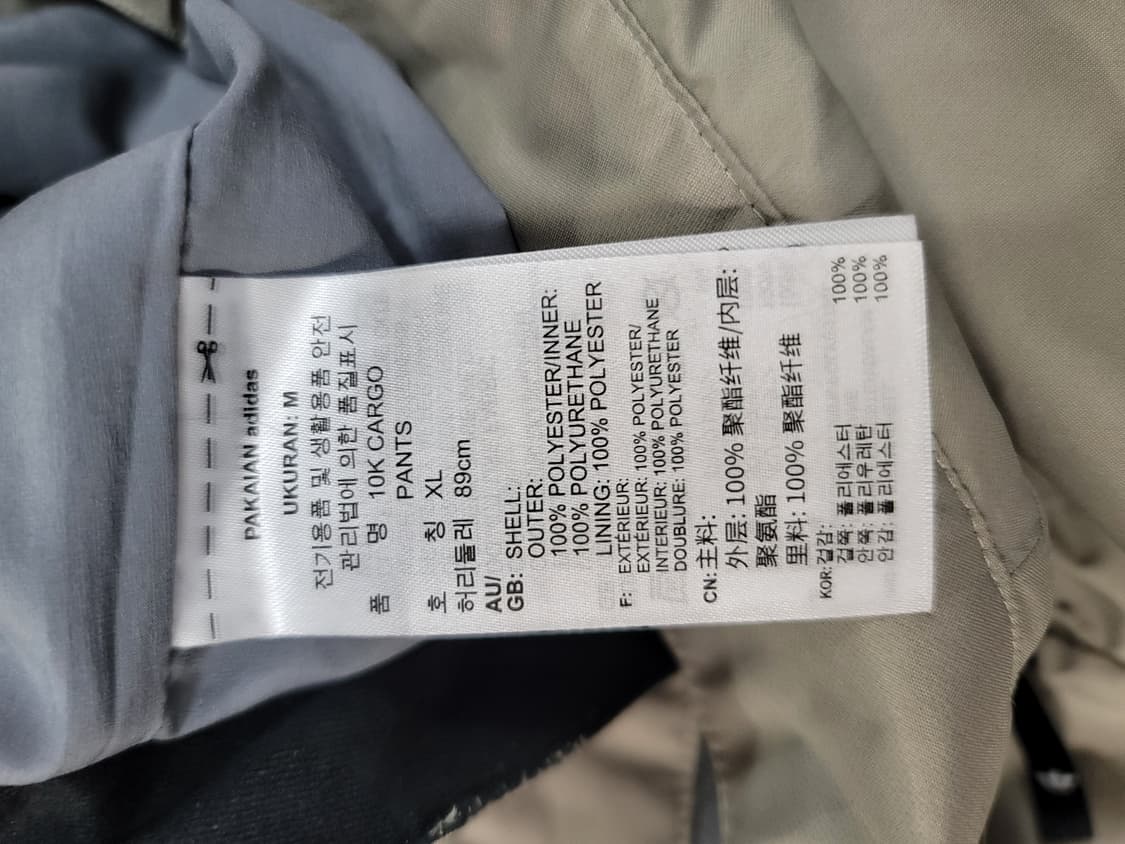 PAKAIAN adidas
UKURAN: M
전기용품 및 생활용품 안전
관리법에 의한 품질표시
품 명 10K CARGO
PANTS
호 칭 XL
허리둘레 89cm
AU/
GB: SHELL:
OUTER:
100% POLYESTER/INNER:
100% POLYURETHANE
LINING: 100% POLYESTER
F: EXTÉRIEUR:
EXTÉRIEUR: 100% POLYESTER/
INTÉRIEUR: 100% POLYURETHANE
DOUBLURE: 100% POLYESTER
CN: 主料:
外层: 100% 聚酯纤维/内层:
聚氨酯
里料: 100% 聚酯纤维
KOR: 겉감:
겉쪽: 폴리에스터 100%
안쪽: 폴리우레탄 100%
안감: 폴리에스터 100%